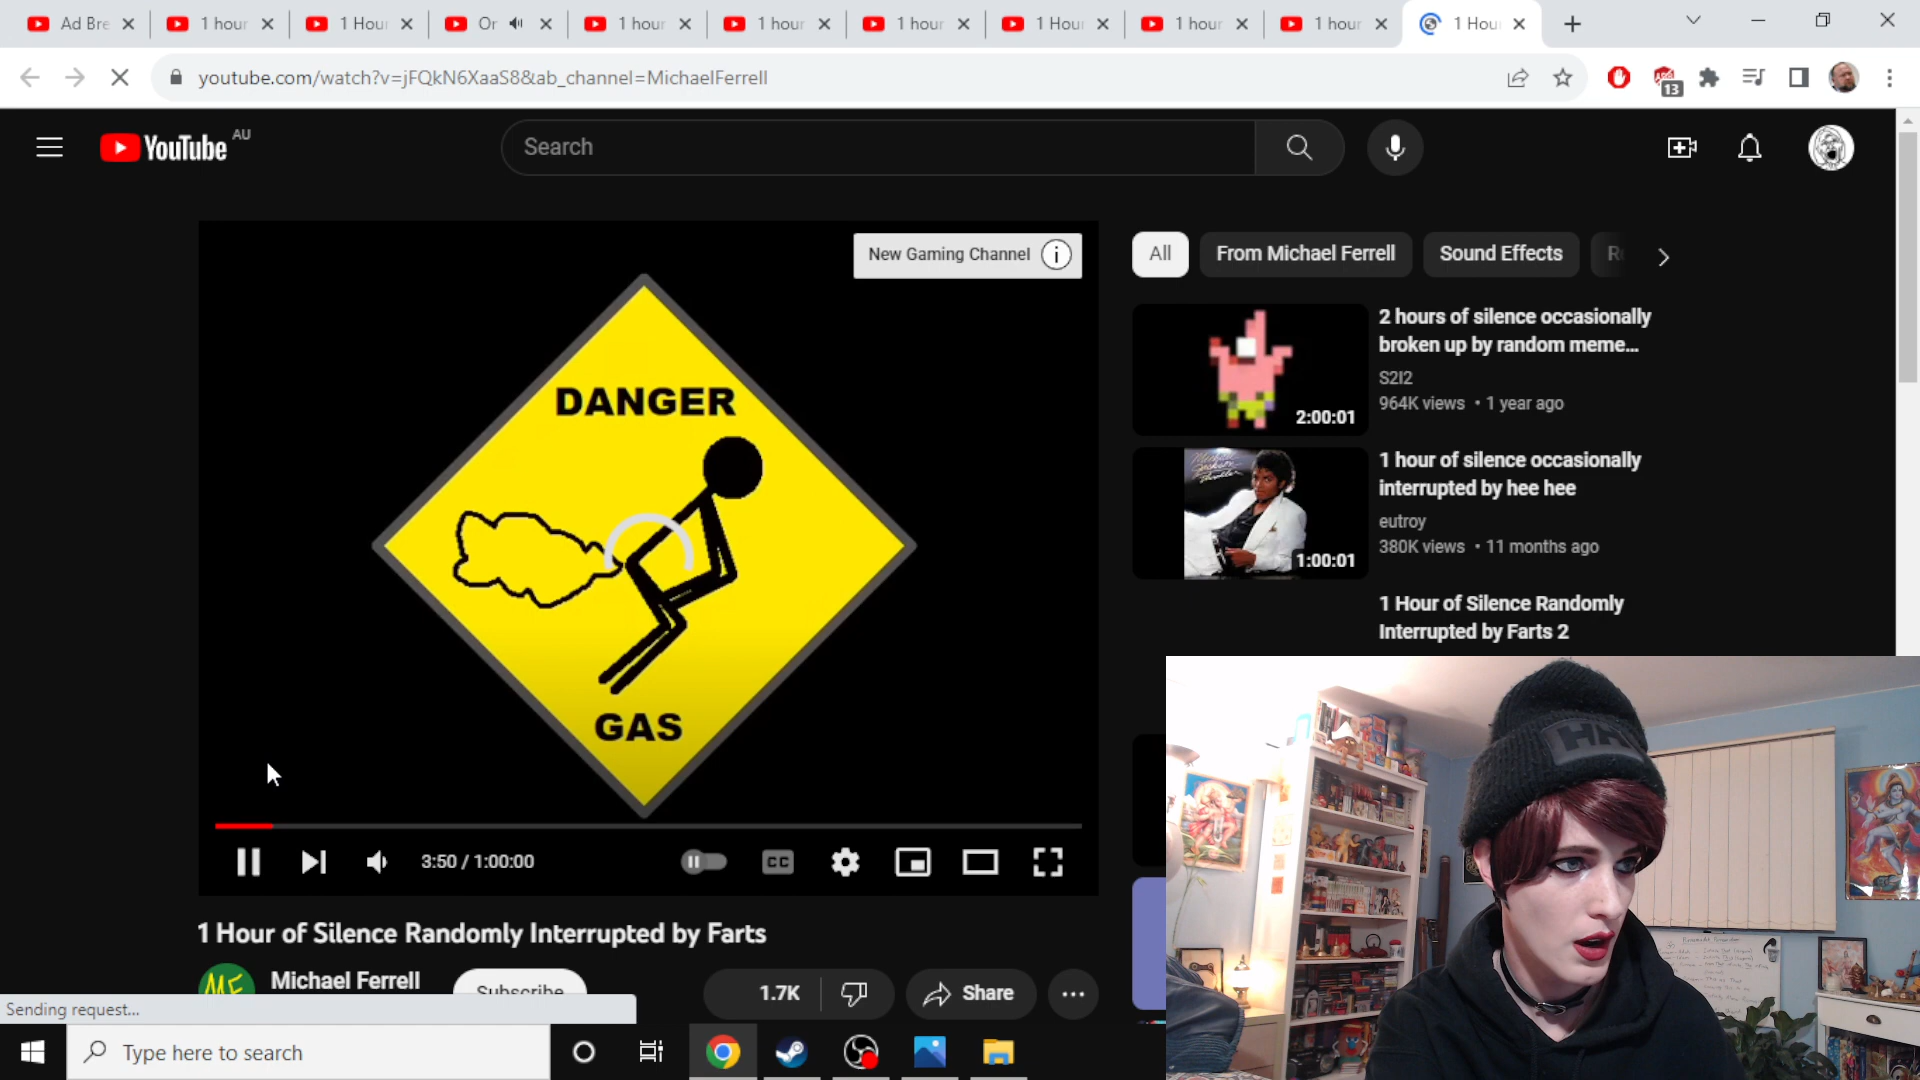 Ad Bre
1 hour
1 Hour
Or
1 hour
1 hour
1 hour
1 Hour
1 hour
1 hour
1 Hour
youtube.com/watch?v=jFQkN6XaaS8&ab_channel=MichaelFerrell
13
YouTube AU
Search
New Gaming Channel
All
From Michael Ferrell
Sound Effects
DANGER
GAS
2 hours of silence occasionally
broken up by random meme...
S2I2
964K views • 1 year ago
2:00:01
1 hour of silence occasionally
interrupted by hee hee
eutroy
380K views • 11 months ago
1:00:01
1 Hour of Silence Randomly
Interrupted by Farts 2
3:50 / 1:00:00
CC
1 Hour of Silence Randomly Interrupted by Farts
MF
Michael Ferrell
Subscribe
1.7K
Share
Sending request...
Type here to search